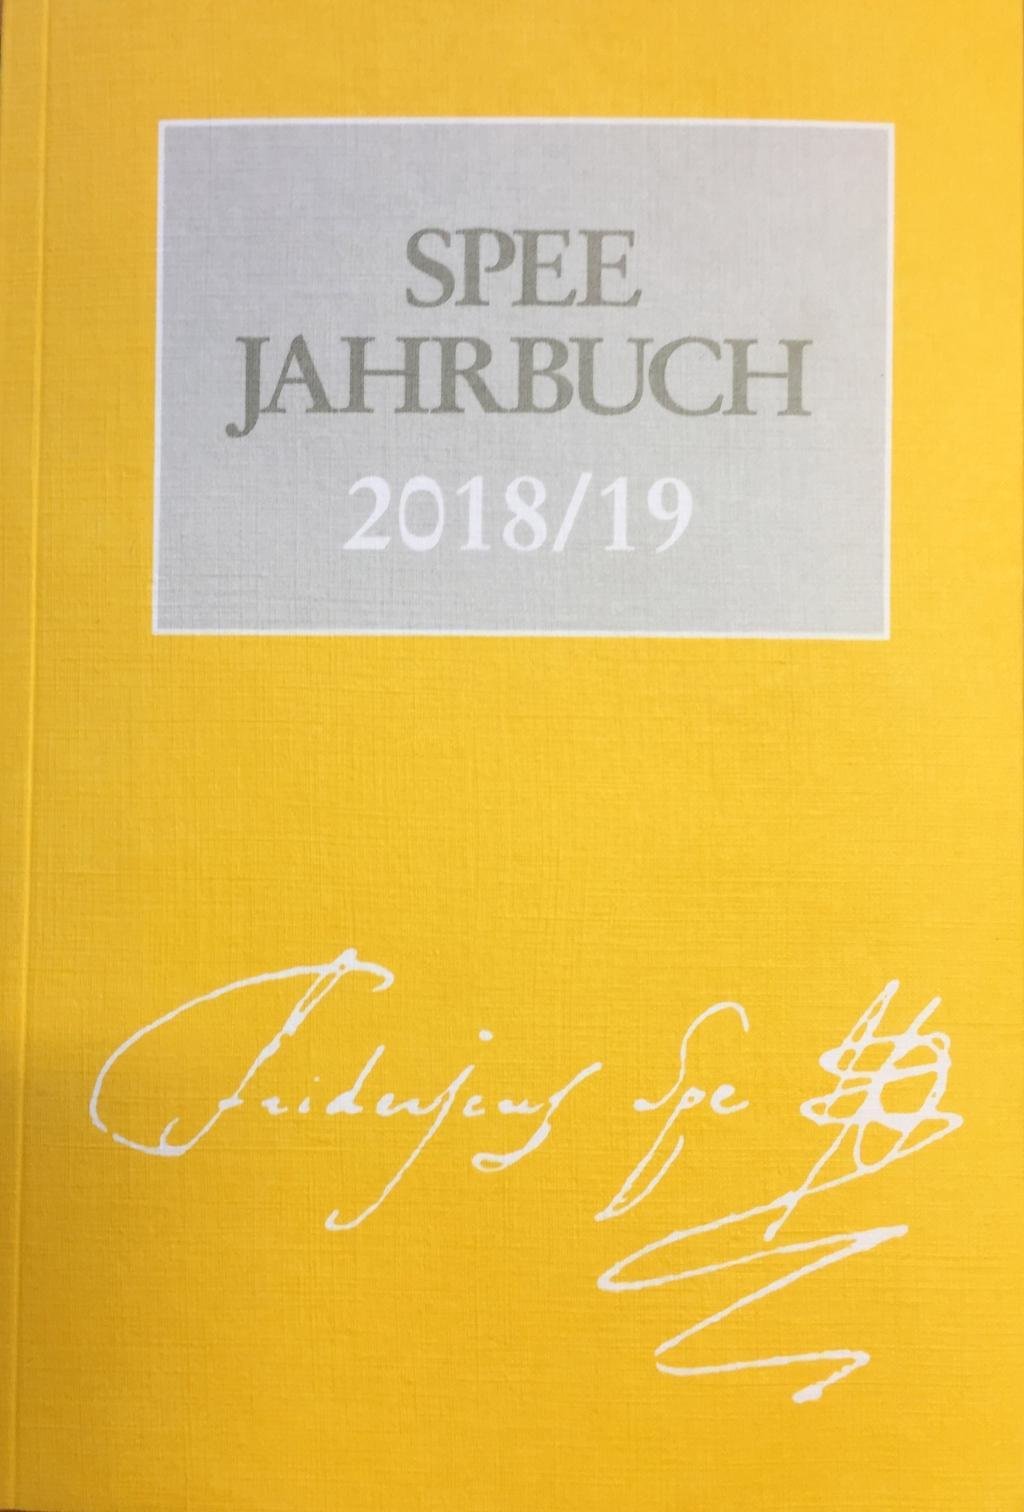 SPEE
JAHRBUCH
2018/19
Fridericus Spe